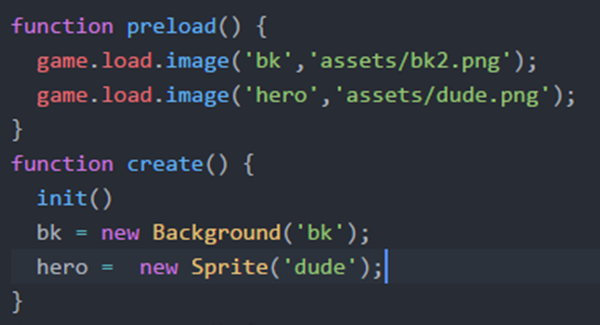 function preload() {
  game.load.image('bk','assets/bk2.png');
  game.load.image('hero','assets/dude.png');
}
function create() {
  init()
  bk = new Background('bk');
  hero =  new Sprite('dude');
}